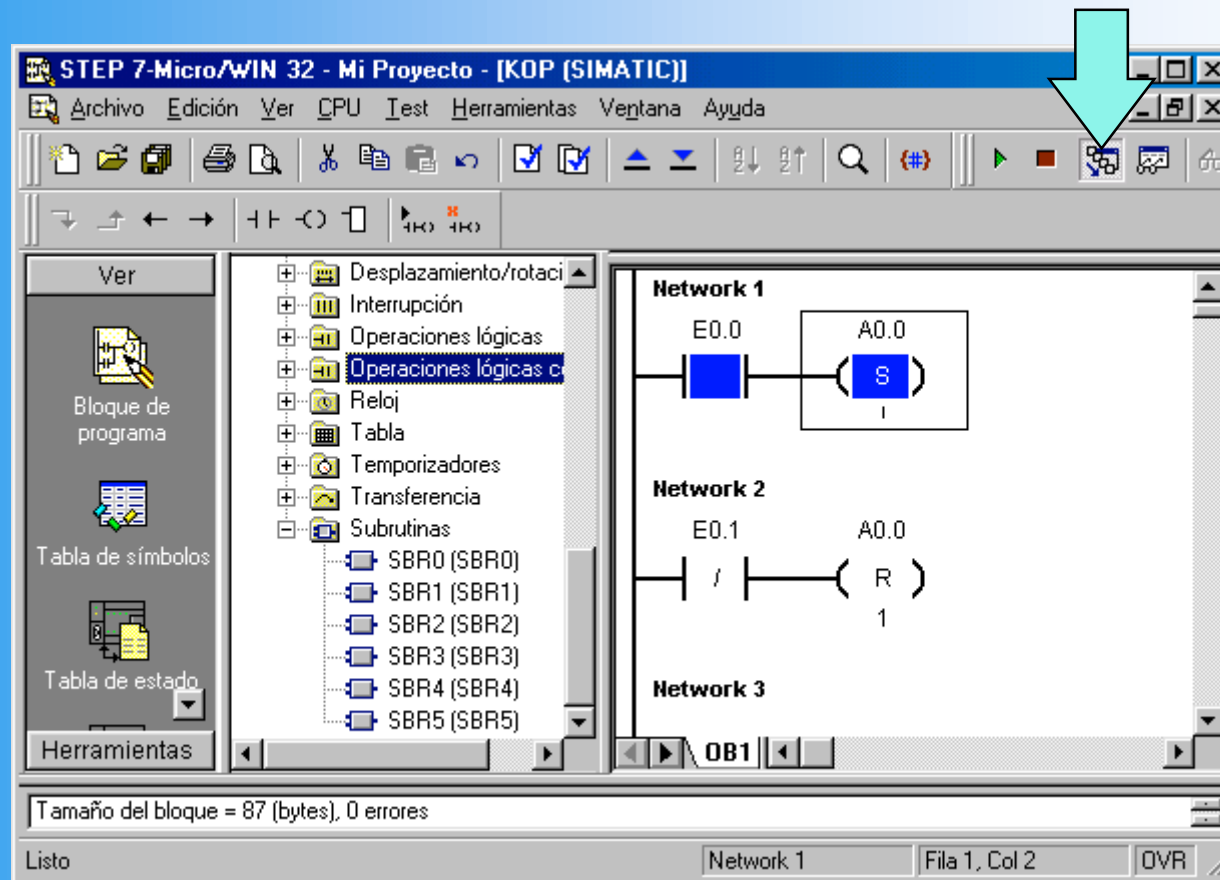 STEP 7-Micro/WIN 32 - Mi Proyecto - [KOP (SIMATIC)]
Archivo Edición Ver CPU Test Herramientas Ventana Ayuda
Ver
Bloque de
programa
Tabla de símbolos
Tabla de estado
Herramientas
Desplazamiento/rotaci
Interrupción
Operaciones lógicas
Operaciones lógicas co
Reloj
Tabla
Temporizadores
Transferencia
Subrutinas
SBR0 (SBR0)
SBR1 (SBR1)
SBR2 (SBR2)
SBR3 (SBR3)
SBR4 (SBR4)
SBR5 (SBR5)
Network 1
E0.0 A0.0
S
Network 2
E0.1 A0.0
/ R
1
Network 3
OB1
Tamaño del bloque = 87 (bytes), 0 errores
Listo Network 1 Fila 1, Col 2 OVR